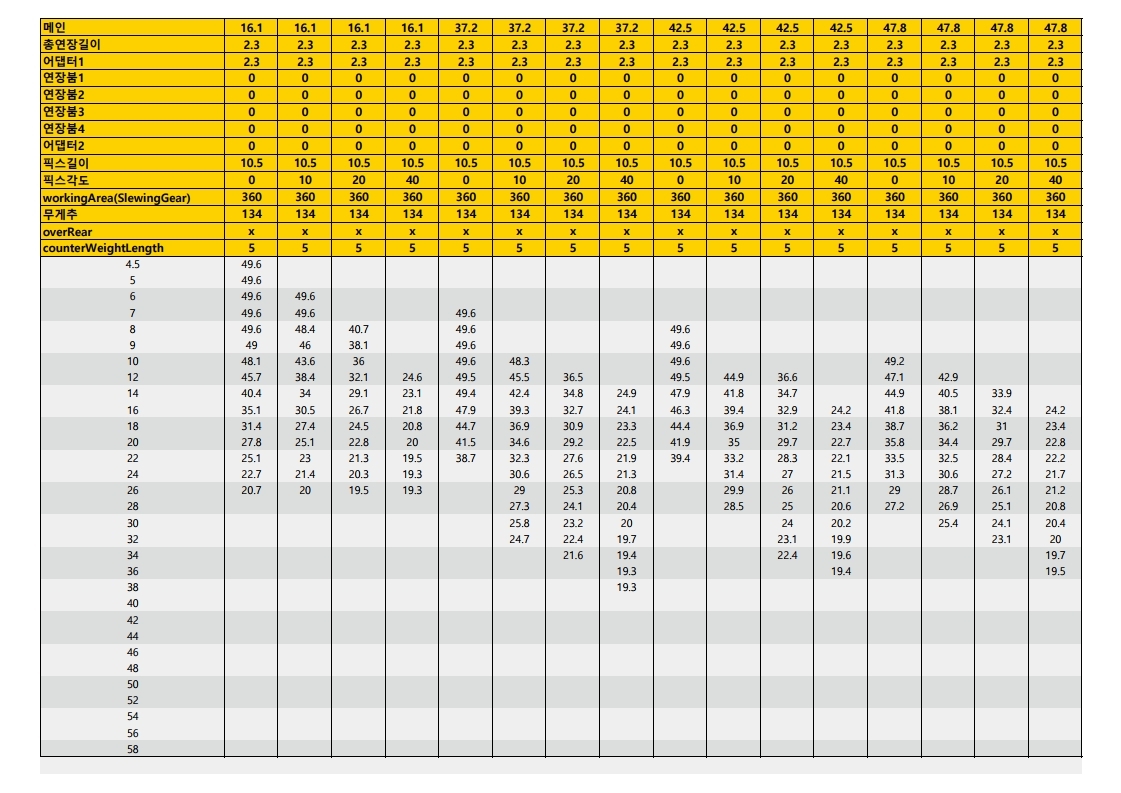 메인 16.1 16.1 16.1 16.1 37.2 37.2 37.2 37.2 42.5 42.5 42.5 42.5 47.8 47.8 47.8 47.8
총연장길이 2.3 2.3 2.3 2.3 2.3 2.3 2.3 2.3 2.3 2.3 2.3 2.3 2.3 2.3 2.3 2.3
어댑터1 2.3 2.3 2.3 2.3 2.3 2.3 2.3 2.3 2.3 2.3 2.3 2.3 2.3 2.3 2.3 2.3
연장붐1 0 0 0 0 0 0 0 0 0 0 0 0 0 0 0 0
연장붐2 0 0 0 0 0 0 0 0 0 0 0 0 0 0 0 0
연장붐3 0 0 0 0 0 0 0 0 0 0 0 0 0 0 0 0
연장붐4 0 0 0 0 0 0 0 0 0 0 0 0 0 0 0 0
어댑터2 0 0 0 0 0 0 0 0 0 0 0 0 0 0 0 0
픽스길이 10.5 10.5 10.5 10.5 10.5 10.5 10.5 10.5 10.5 10.5 10.5 10.5 10.5 10.5 10.5 10.5
픽스각도 0 10 20 40 0 10 20 40 0 10 20 40 0 10 20 40
workingArea(SlewingGear) 360 360 360 360 360 360 360 360 360 360 360 360 360 360 360 360
무게추 134 134 134 134 134 134 134 134 134 134 134 134 134 134 134 134
overRear x x x x x x x x x x x x x x x x
counterWeightLength 5 5 5 5 5 5 5 5 5 5 5 5 5 5 5 5
4.5 49.6
5 49.6
6 49.6 49.6
7 49.6 49.6 49.6
8 49.6 48.4 40.7 49.6 49.6
9 49 46 38.1 49.6 49.6
10 48.1 43.6 36 49.6 48.3 49.6 49.2
12 45.7 38.4 32.1 24.6 49.5 45.5 36.5 49.5 44.9 36.6 47.1 42.9
14 40.4 34 29.1 23.1 49.4 42.4 34.8 24.9 47.9 41.8 34.7 44.9 40.5 33.9
16 35.1 30.5 26.7 21.8 47.9 39.3 32.7 24.1 46.3 39.4 32.9 24.2 41.8 38.1 32.4 24.2
18 31.4 27.4 24.5 20.8 44.7 36.9 30.9 23.3 44.4 36.9 31.2 23.4 38.7 36.2 31 23.4
20 27.8 25.1 22.8 20 41.5 34.6 29.2 22.5 41.9 35 29.7 22.7 35.8 34.4 29.7 22.8
22 25.1 23 21.3 19.5 38.7 32.3 27.6 21.9 39.4 33.2 28.3 22.1 33.5 32.5 28.4 22.2
24 22.7 21.4 20.3 19.3 30.6 26.5 21.3 31.4 27 21.5 31.3 30.6 27.2 21.7
26 20.7 20 19.5 19.3 29 25.3 20.8 29.9 26 21.1 29 28.7 26.1 21.2
28 27.3 24.1 20.4 28.5 25 20.6 27.2 26.9 25.1 20.8
30 25.8 23.2 20 24 20.2 25.4 24.1 20.4
32 24.7 22.4 19.7 23.1 19.9 23.1 20
34 21.6 19.4 22.4 19.6 19.7
36 19.3 19.4 19.5
38 19.3
40
42
44
46
48
50
52
54
56
58